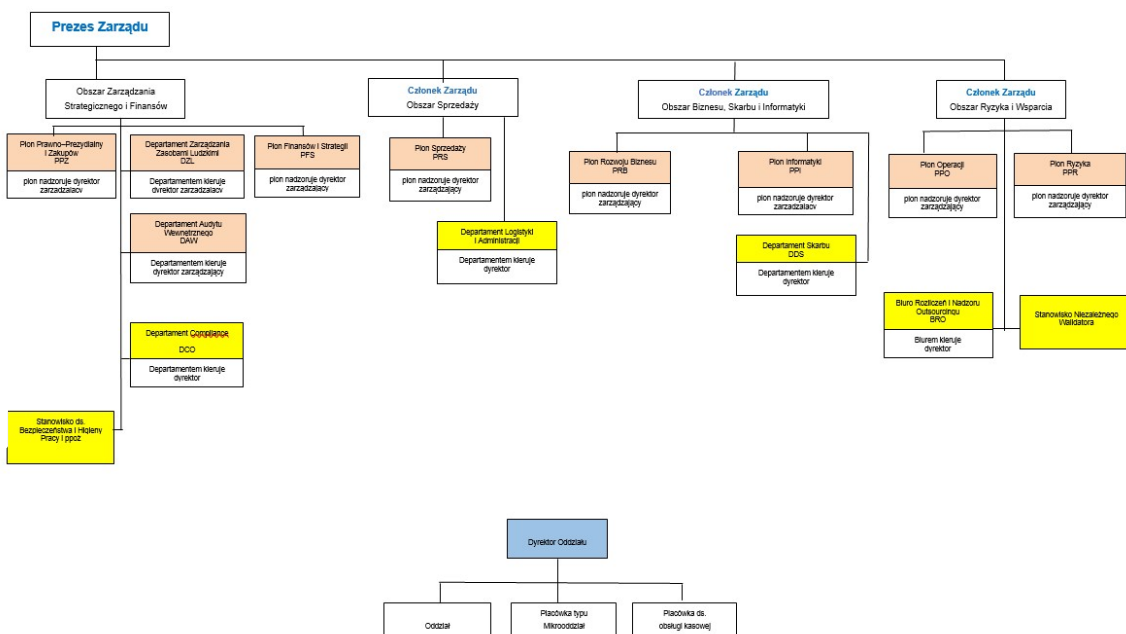 Prezes Zarządu
Obszar Zarządzania
Strategicznego i Finansów
Członek Zarządu
Obszar Sprzedaży
Członek Zarządu
Obszar Biznesu, Skarbu i Informatyki
Członek Zarządu
Obszar Ryzyka i Wsparcia
Pion Prawno–Prezydialny
i Zakupów
PPZ
pion nadzoruje dyrektor
zarządzający
Departament Zarządzania
Zasobami Ludzkimi
DZL
Departamentem kieruje
dyrektor zarządzający
Pion Finansów i Strategii
PFS
pion nadzoruje dyrektor
zarządzający
Pion Sprzedaży
PRS
pion nadzoruje dyrektor
zarządzający
Pion Rozwoju Biznesu
PRB
pion nadzoruje dyrektor
zarządzający
Pion Informatyki
PPI
pion nadzoruje dyrektor
zarządzający
Pion Operacji
PPO
pion nadzoruje dyrektor
zarządzający
Pion Ryzyka
PPR
pion nadzoruje dyrektor
zarządzający
Departament Audytu
Wewnętrznego
DAW
Departamentem kieruje
dyrektor zarządzający
Departament Logistyki
i Administracji
Departamentem kieruje
dyrektor
Departament Skarbu
DDS
Departamentem kieruje
dyrektor
Biuro Rozliczeń i Nadzoru
Outsourcingu
BRO
Biurem kieruje
dyrektor
Stanowisko Niezależnego
Walidatora
Departament Compliance
DCO
Departamentem kieruje
dyrektor
Stanowisko ds.
Bezpieczeństwa i Higieny
Pracy i ppoż
Dyrektor Oddziału
Oddział
Placówka typu
Mikrooddział
Placówka ds.
obsługi kasowej